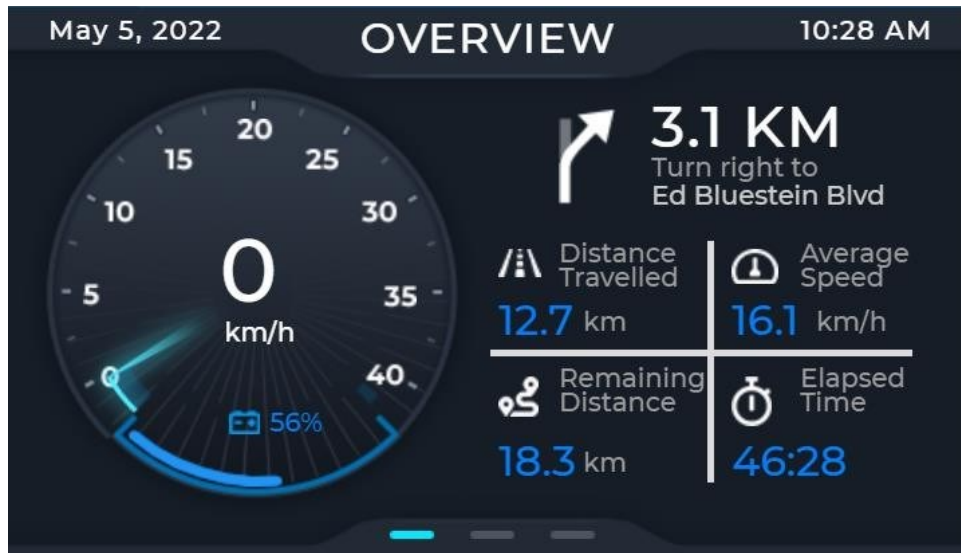 May 5, 2022
OVERVIEW
10:28 AM
20
15
25
10
30
5
35
0
40
0
km/h
56%
3.1 KM
Turn right to
Ed Bluestein Blvd
Distance
Travelled
12.7 km
Average
Speed
16.1 km/h
Remaining
Distance
18.3 km
Elapsed
Time
46:28